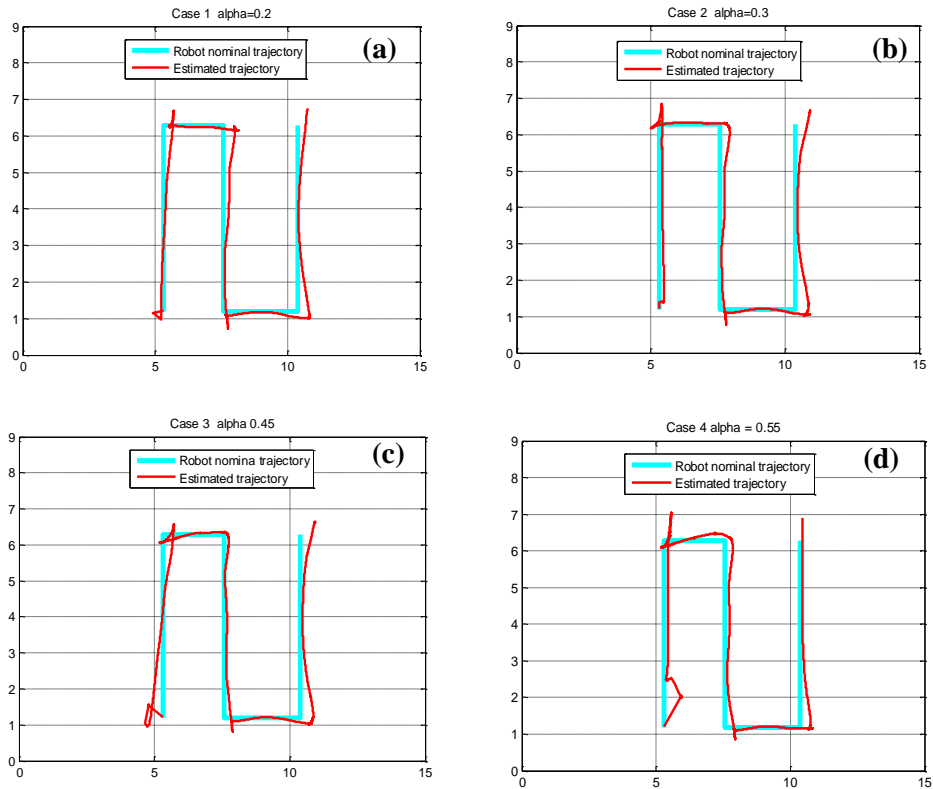 Case 1 alpha=0.2
(a)
Robot nominal trajectory
Estimated trajectory
9
8
7
6
5
4
3
2
1
0
0 5 10 15
Case 2 alpha=0.3
(b)
Robot nominal trajectory
Estimated trajectory
9
8
7
6
5
4
3
2
1
0
0 5 10 15
Case 3 alpha 0.45
(c)
Robot nomina trajectory
Estimated trajectory
9
8
7
6
5
4
3
2
1
0
0 5 10 15
Case 4 alpha = 0.55
(d)
Robot nominal trajectory
Estimated trajectory
9
8
7
6
5
4
3
2
1
0
0 5 10 15